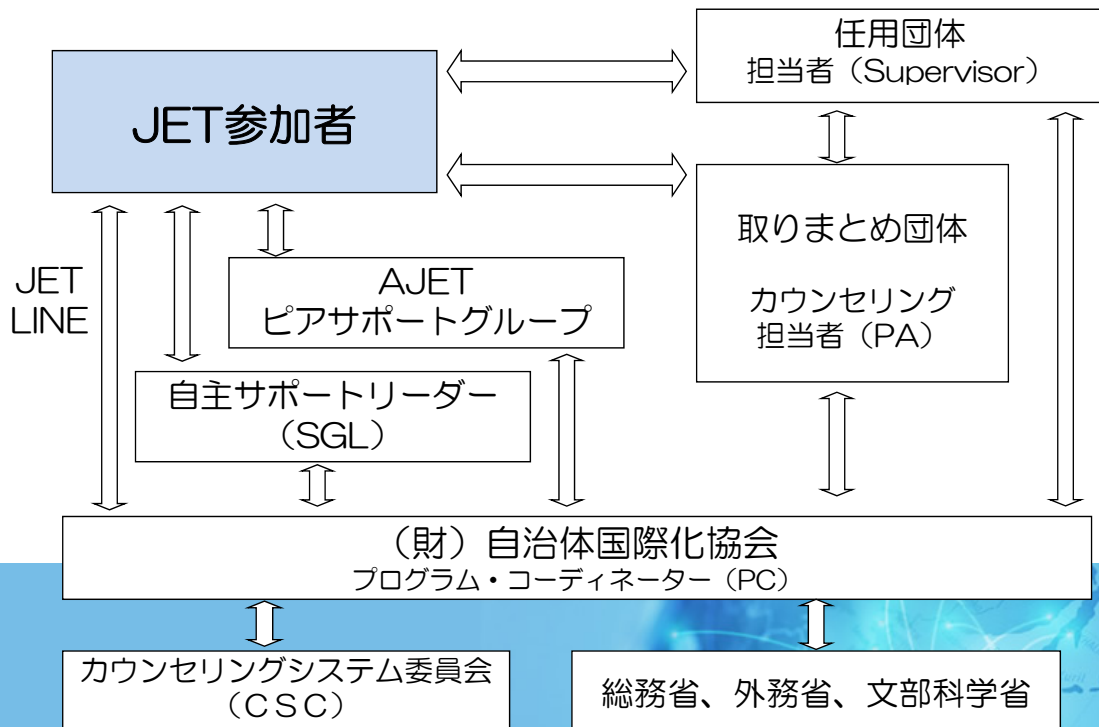 任用団体
担当者（Supervisor）
JET参加者
取りまとめ団体
カウンセリング
担当者（PA）
JET
LINE
AJET
ピアサポートグループ
自主サポートリーダー
（SGL）
（財）自治体国際化協会
プログラム・コーディネーター（PC）
カウンセリングシステム委員会
（ＣＳＣ）
総務省、外務省、文部科学省